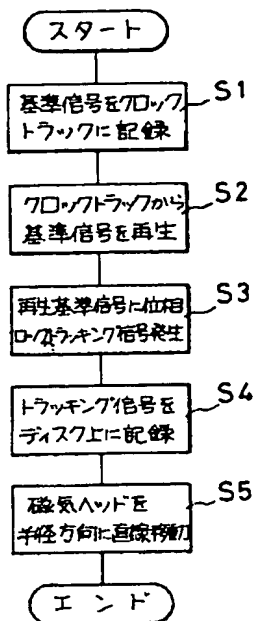 スタート
S1
基準信号をクロック
トラックに記録
S2
クロックトラックから
基準信号を再生
S3
再生基準信号に位相
ロックトラッキング信号発生
S4
トラッキング信号を
ディスク上に記録
S5
磁気ヘッドを
半径方向に直接移動
エンド